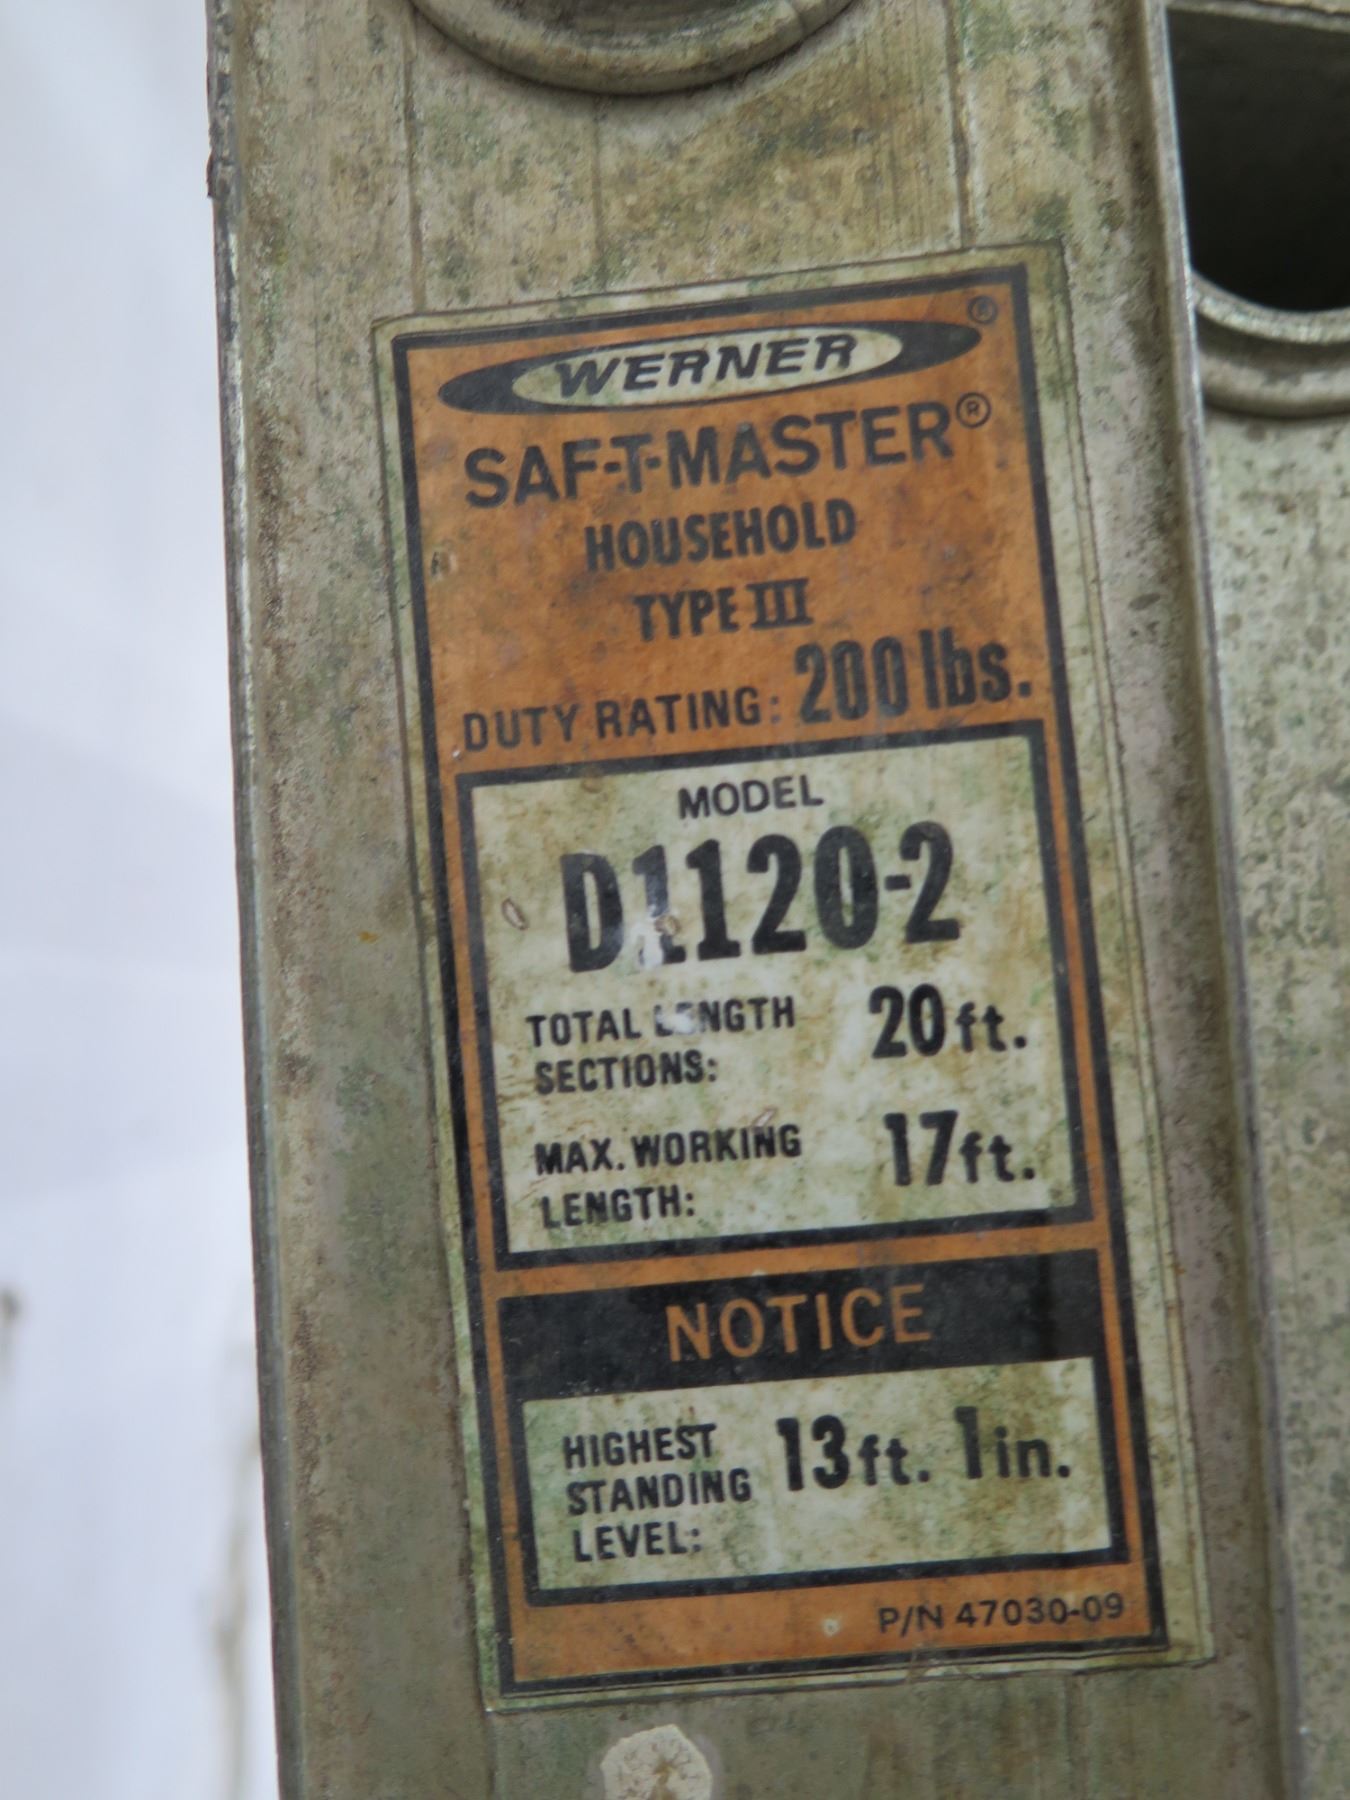 WERNER ®
SAF-T-MASTER®
HOUSEHOLD
TYPE III
DUTY RATING: 200 lbs.
MODEL
D1120-2
TOTAL LENGTH SECTIONS: 20 ft.
MAX. WORKING LENGTH: 17 ft.
NOTICE
HIGHEST STANDING LEVEL: 13 ft. 1 in.
P/N 47030-09